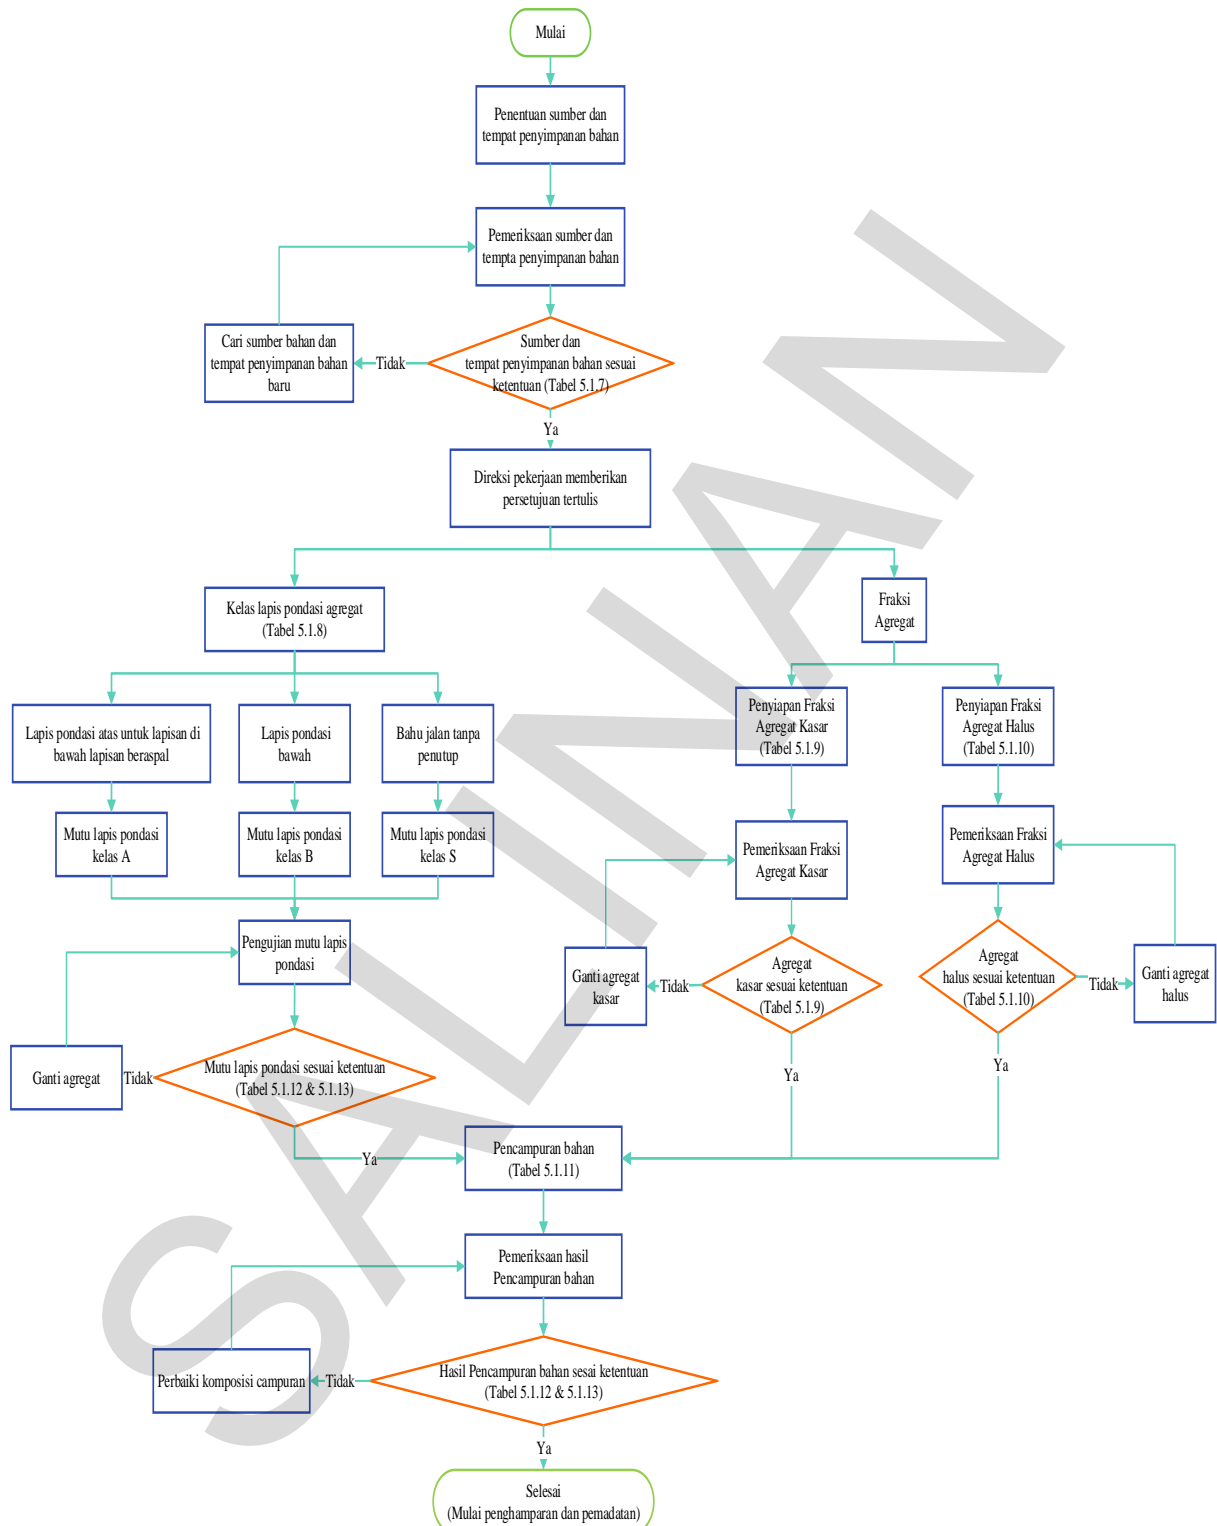 Mulai
Penentuan sumber dan
tempat penyimpanan bahan
Pemeriksaan sumber dan
tempta penyimpanan bahan
Cari sumber bahan dan
tempat penyimpanan bahan
baru
Tidak
Sumber dan
tempat penyimpanan bahan sesuai
ketentuan (Tabel 5.1.7)
Ya
Direksi pekerjaan memberikan
persetujuan tertulis
Kelas lapis pondasi agregat
(Tabel 5.1.8)
Fraksi
Agregat
Lapis pondasi atas untuk lapisan di
bawah lapisan beraspal
Lapis pondasi
bawah
Bahu jalan tanpa
penutup
Penyiapan Fraksi
Agregat Kasar
(Tabel 5.1.9)
Penyiapan Fraksi
Agregat Halus
(Tabel 5.1.10)
Mutu lapis pondasi
kelas A
Mutu lapis pondasi
kelas B
Mutu lapis pondasi
kelas S
Pemeriksaan Fraksi
Agregat Kasar
Pemeriksaan Fraksi
Agregat Halus
Pengujian mutu lapis
pondasi
Ganti agregat
kasar
Tidak
Agregat
kasar sesuai ketentuan
(Tabel 5.1.9)
Agregat
halus sesuai ketentuan
(Tabel 5.1.10)
Tidak
Ganti agregat
halus
Ganti agregat
Tidak
Mutu lapis pondasi sesuai ketentuan
(Tabel 5.1.12 & 5.1.13)
Ya
Ya
Ya
Pencampuran bahan
(Tabel 5.1.11)
Pemeriksaan hasil
Pencampuran bahan
Perbaiki komposisi campuran
Tidak
Hasil Pencampuran bahan sesai ketentuan
(Tabel 5.1.12 & 5.1.13)
Ya
Selesai
(Mulai penghamparan dan pemadatan)
SALINAN